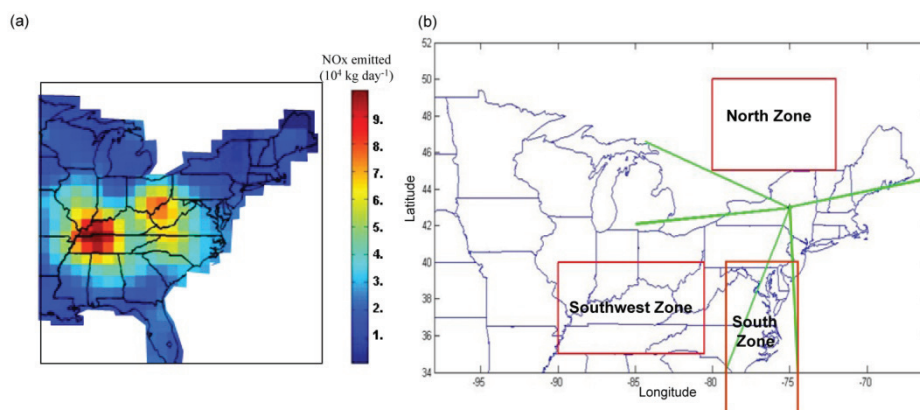 (a)
NOx emitted
(10⁴ kg day⁻¹)
9.
8.
7.
6.
5.
4.
3.
2.
1.
(b)
52
50
48
46
44
42
40
38
36
34
Latitude
North Zone
Southwest Zone
South
Zone
-95
-90
-85
-80
-75
-70
Longitude